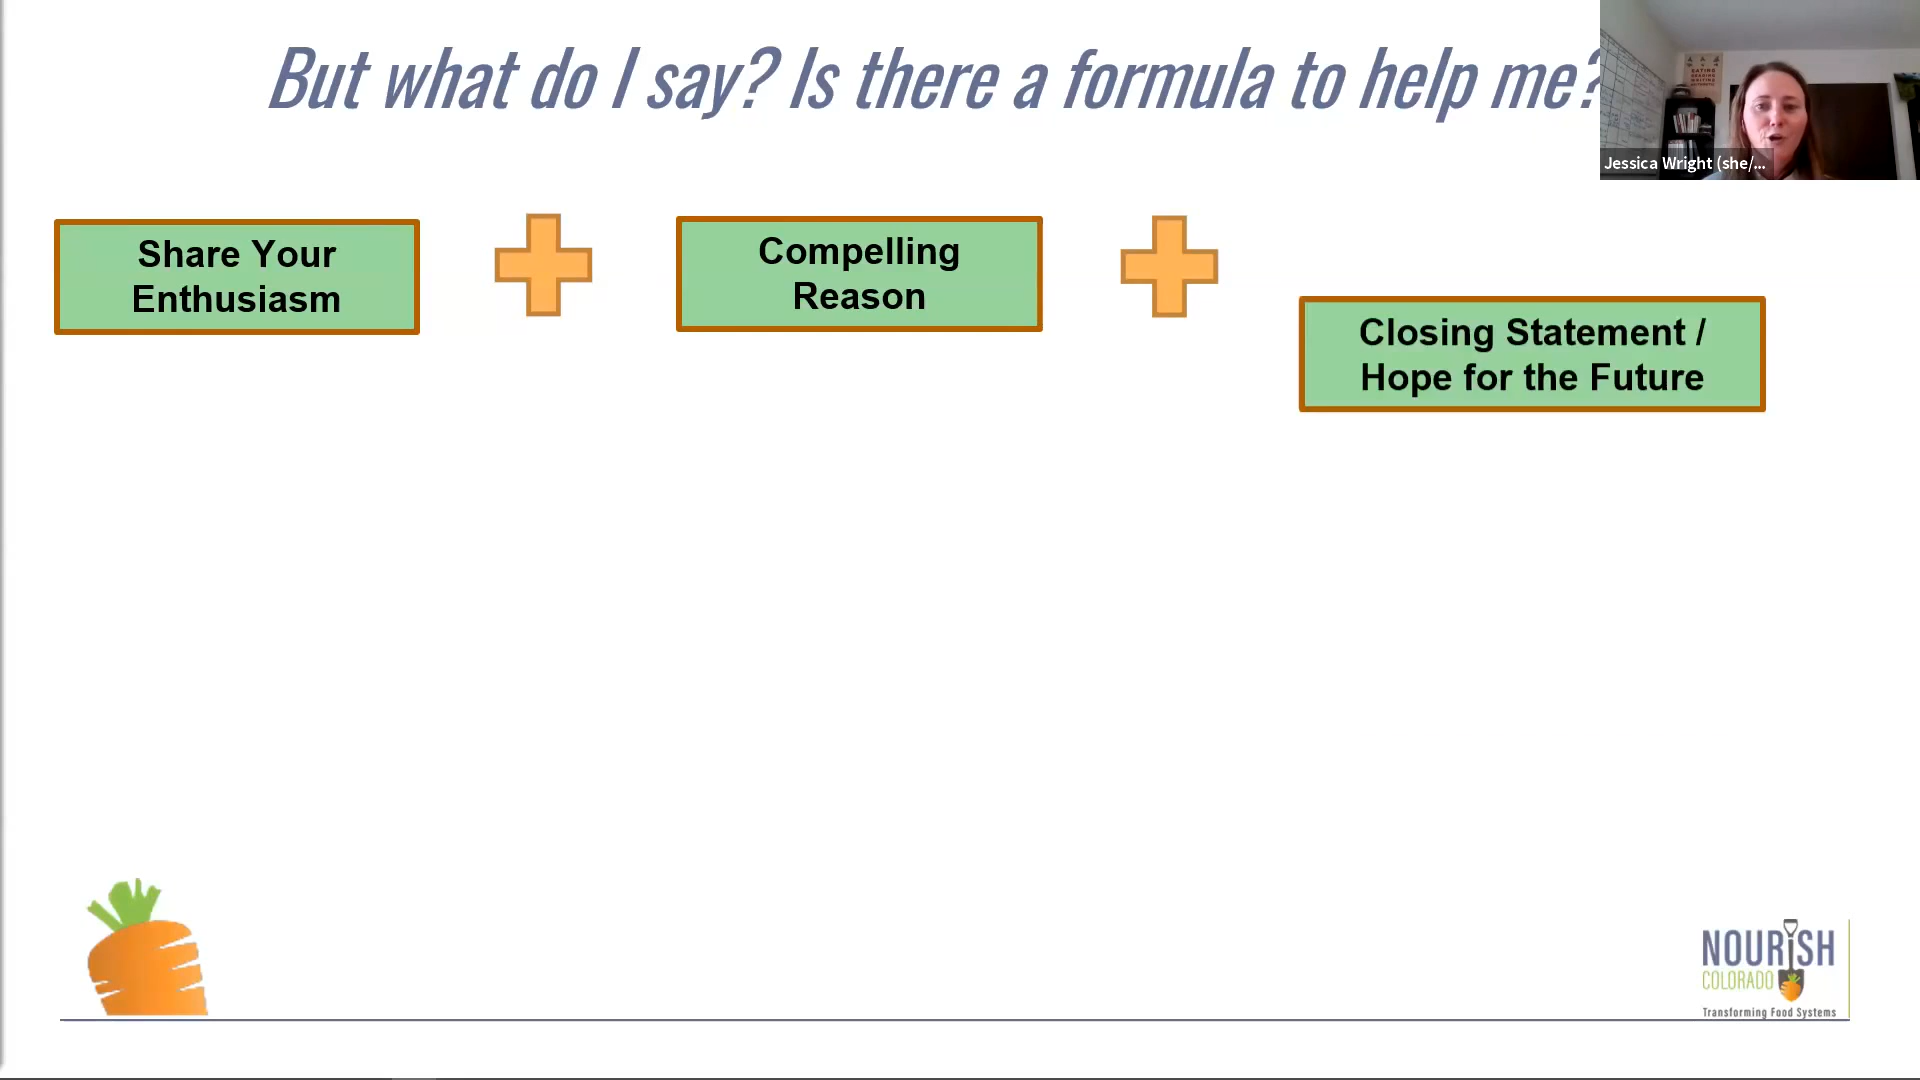 But what do I say? Is there a formula to help me?
Jessica Wright (she/...
Share Your
Enthusiasm
Compelling
Reason
Closing Statement /
Hope for the Future
NOURISH
COLORADO
Transforming Food Systems